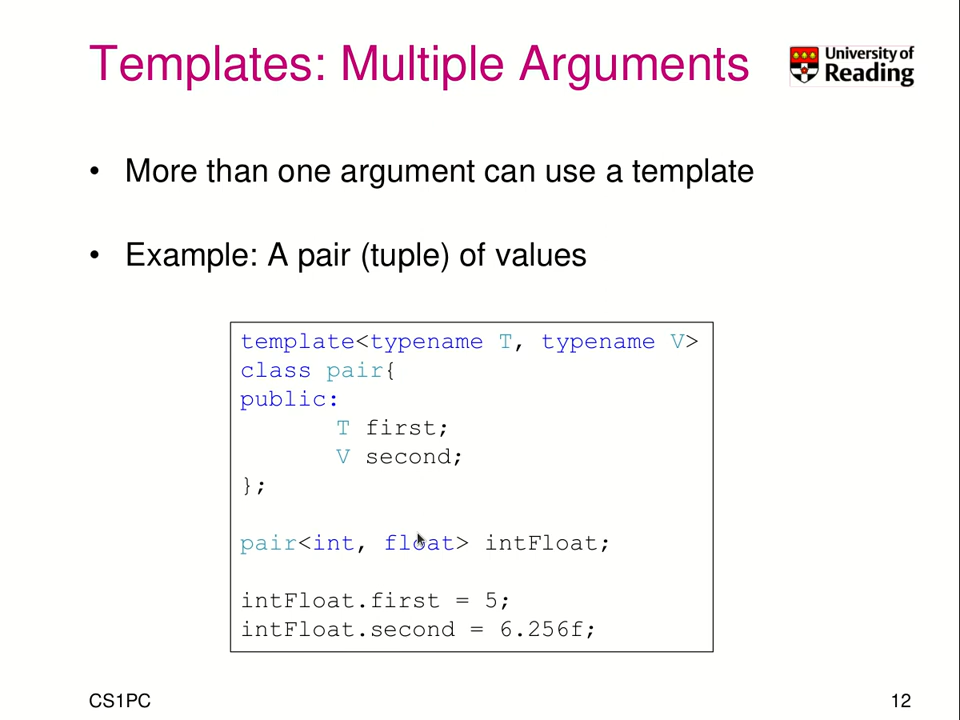 Templates: Multiple Arguments
University of
Reading
• More than one argument can use a template
• Example: A pair (tuple) of values
template<typename T, typename V>
class pair{
public:
T first;
V second;
};
pair<int, float> intFloat;
intFloat.first = 5;
intFloat.second = 6.256f;
CS1PC
12